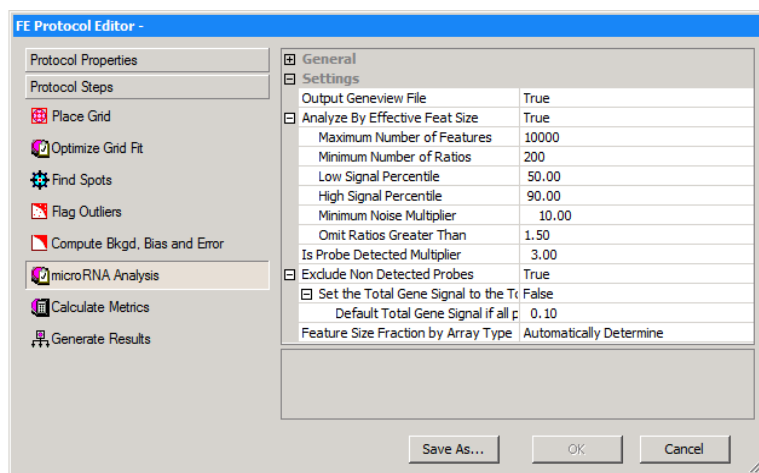 FE Protocol Editor -
Protocol Properties
Protocol Steps
Place Grid
Optimize Grid Fit
Find Spots
Flag Outliers
Compute Bkgd, Bias and Error
microRNA Analysis
Calculate Metrics
Generate Results
General
Settings
Output Geneview File True
Analyze By Effective Feat Size True
Maximum Number of Features 10000
Minimum Number of Ratios 200
Low Signal Percentile 50.00
High Signal Percentile 90.00
Minimum Noise Multiplier 10.00
Omit Ratios Greater Than 1.50
Is Probe Detected Multiplier 3.00
Exclude Non Detected Probes True
Set the Total Gene Signal to the To False
Default Total Gene Signal if all p 0.10
Feature Size Fraction by Array Type Automatically Determine
Save As... OK Cancel